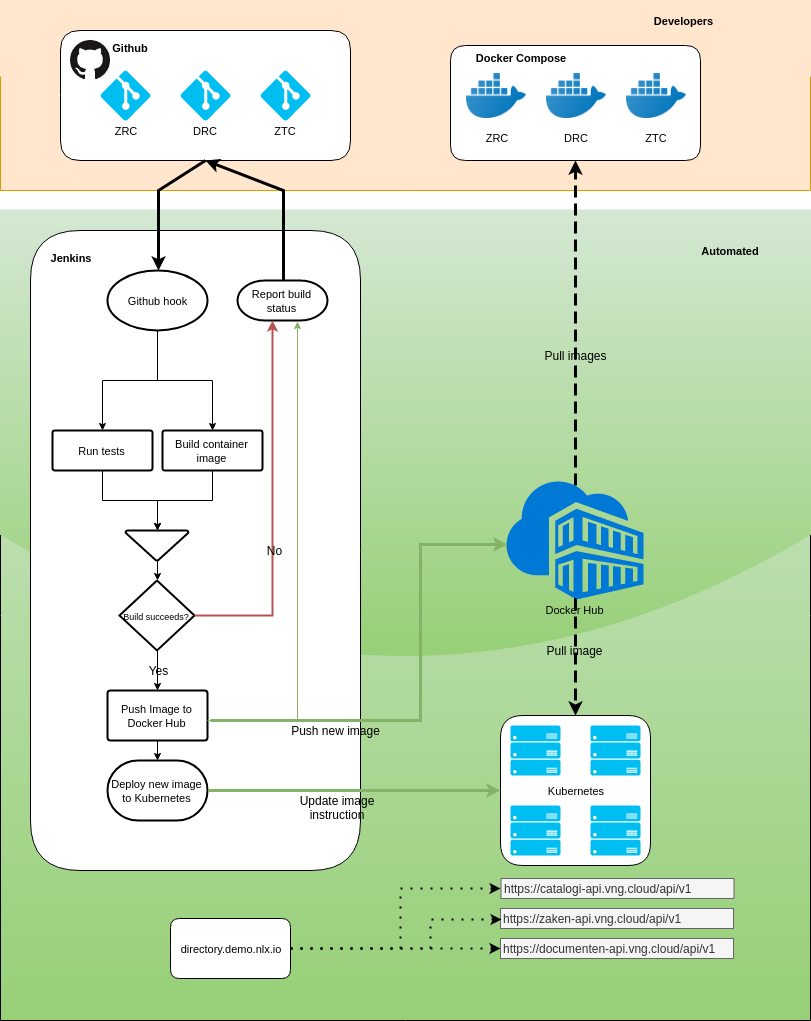 Developers
Github
ZRC
DRC
ZTC
Docker Compose
ZRC
DRC
ZTC
Automated
Jenkins
Github hook
Report build
status
Pull images
Run tests
Build container
image
No
Build succeeds?
Docker Hub
Pull image
Yes
Push Image to
Docker Hub
Push new image
Deploy new image
to Kubernetes
Update image
instruction
Kubernetes
https://catalogi-api.vng.cloud/api/v1
https://zaken-api.vng.cloud/api/v1
directory.demo.nlx.io
https://documenten-api.vng.cloud/api/v1